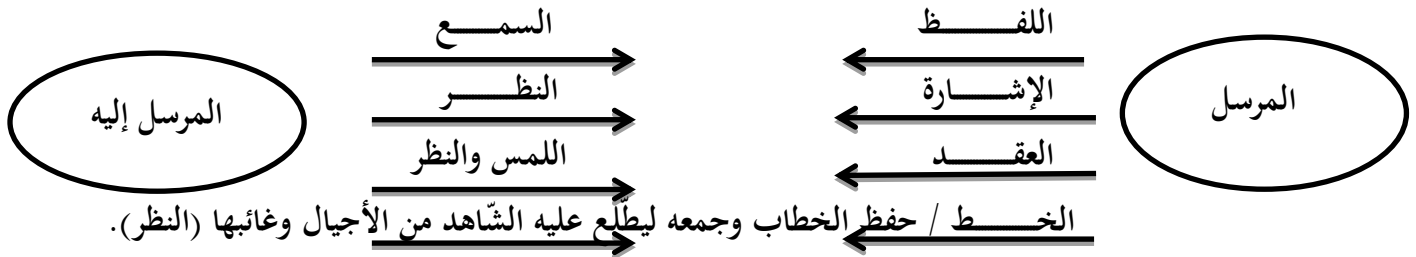 اللفظ السمع
المرسل الإشارة النظر المرسل إليه
العقد اللمس والنظر
الخط / حفظ الخطاب وجمعه ليطّلع عليه الشّاهد من الأجيال وغائبها (النظر).